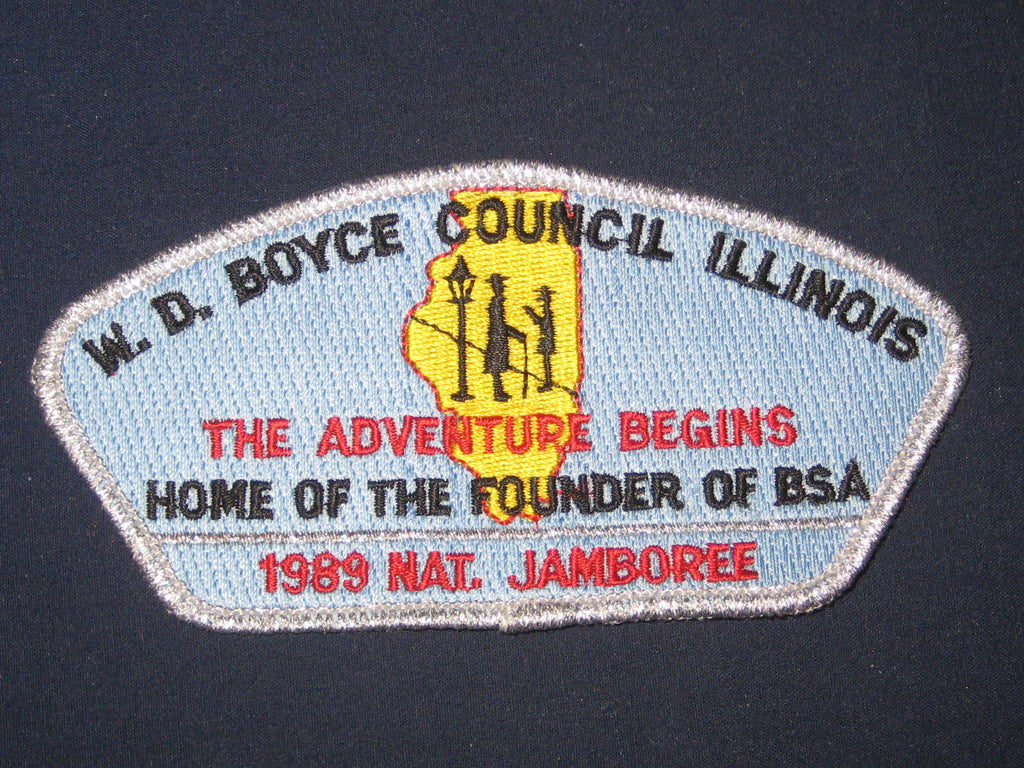 W. D. BOYCE COUNCIL ILLINOIS
THE ADVENTURE BEGINS
HOME OF THE FOUNDER OF BSA
1989 NAT. JAMBOREE